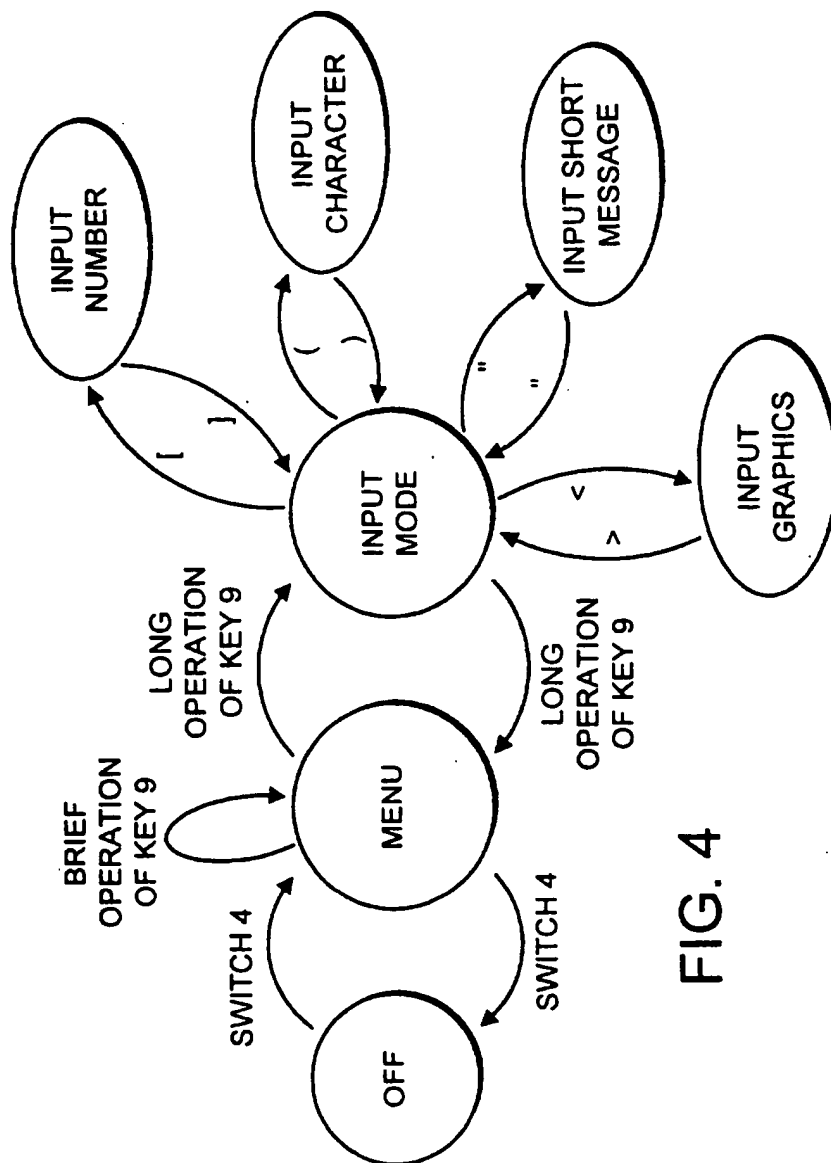 OFF
SWITCH 4
SWITCH 4
MENU
BRIEF
OPERATION
OF KEY 9
LONG
OPERATION
OF KEY 9
LONG
OPERATION
OF KEY 9
INPUT
MODE
[
]
INPUT
NUMBER
(
)
INPUT
CHARACTER
"
"
INPUT SHORT
MESSAGE
<
>
INPUT
GRAPHICS
FIG. 4